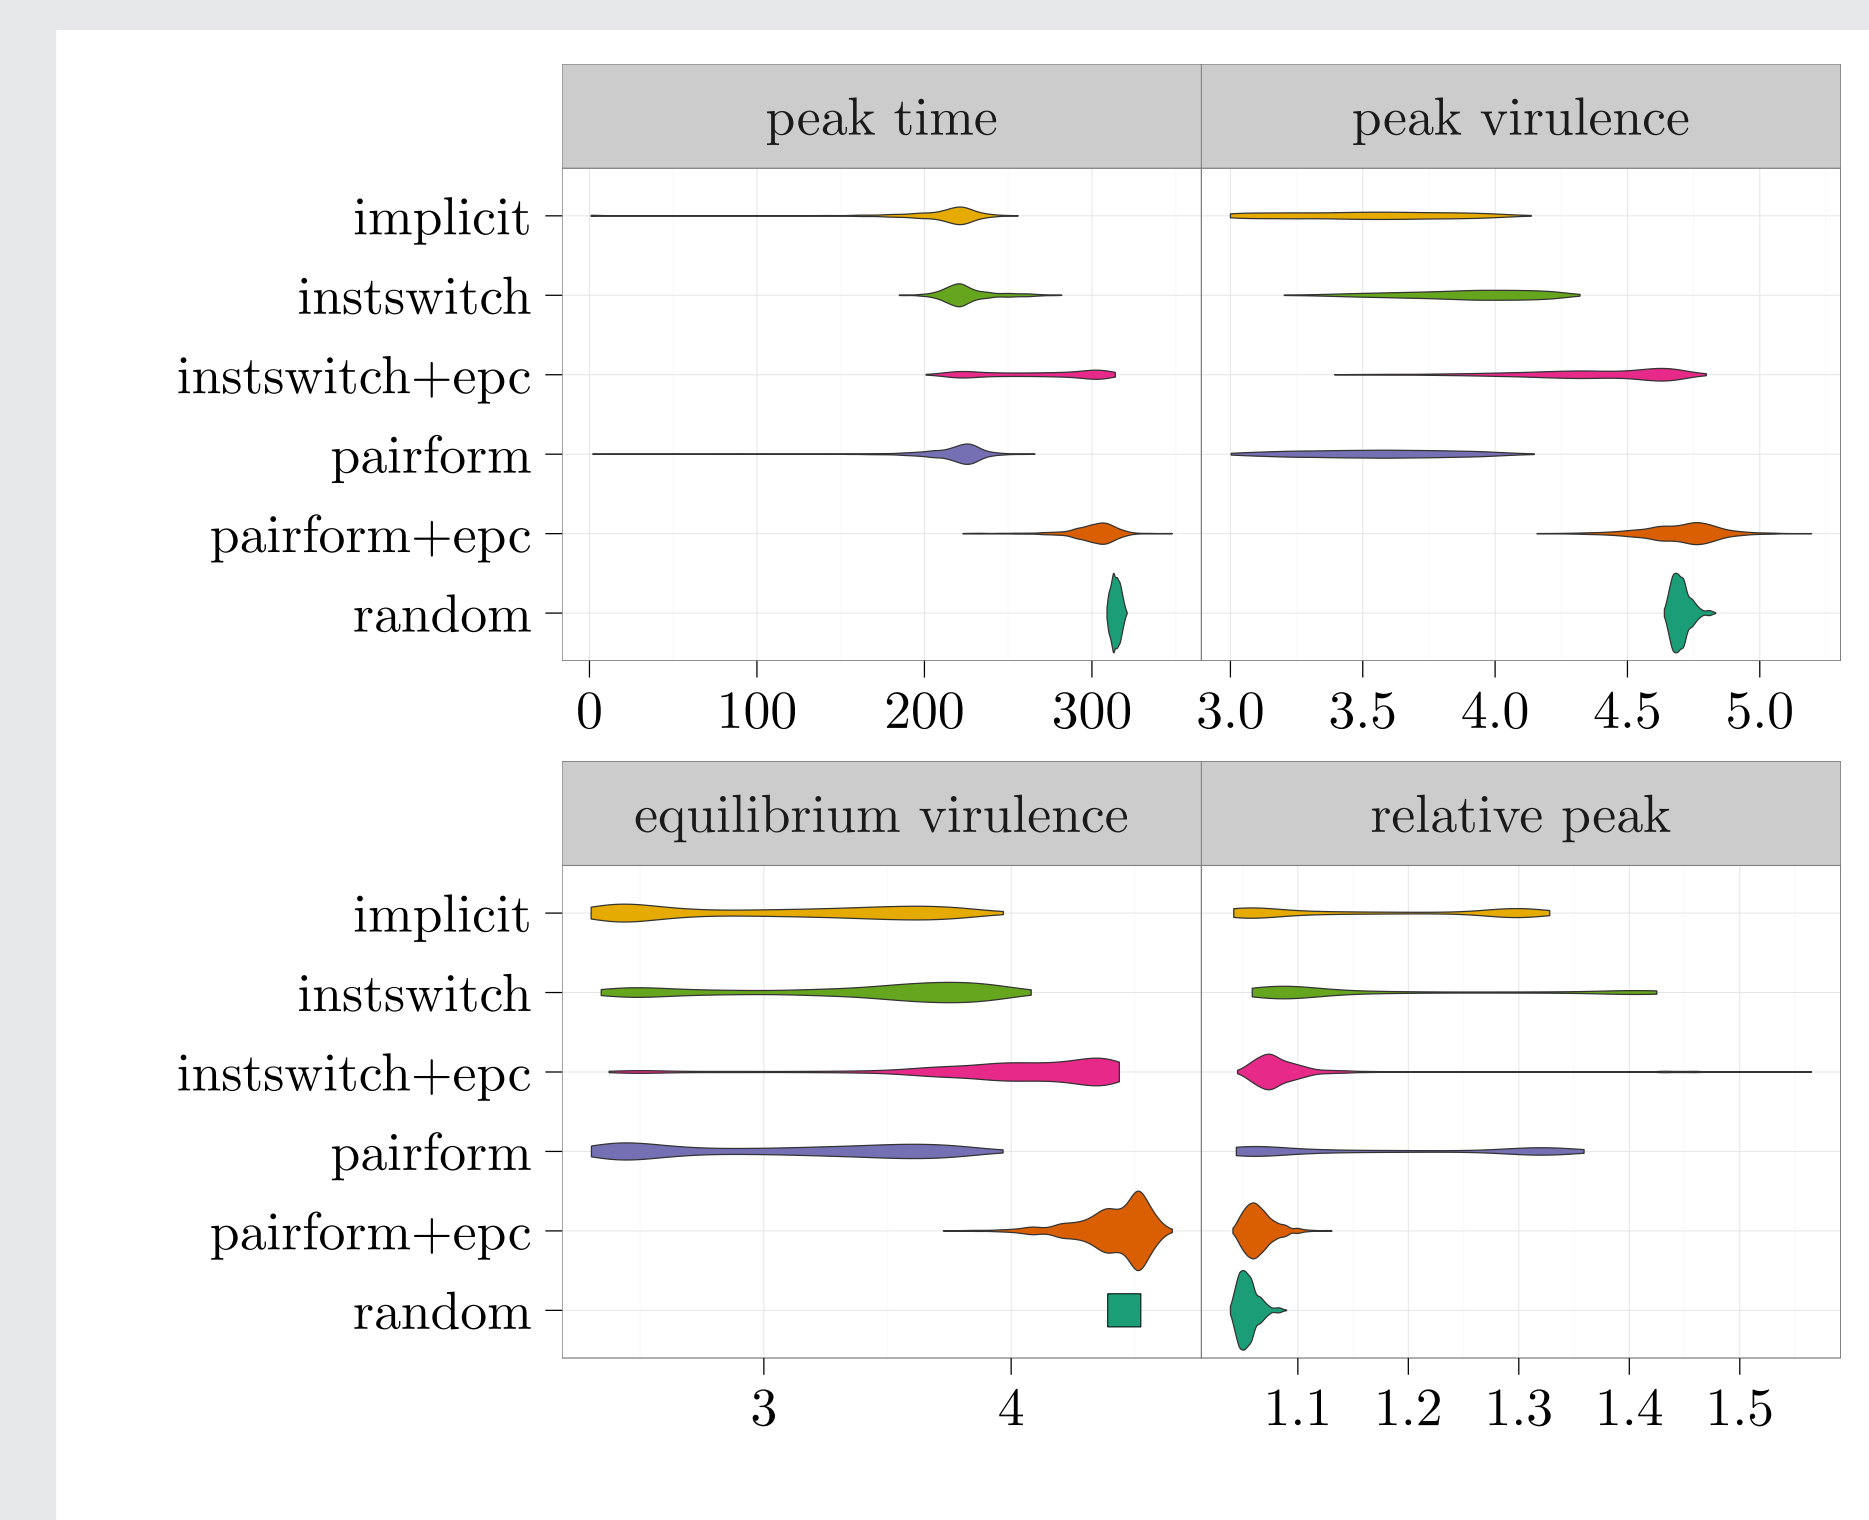 peak time peak virulence
implicit
instswitch
instswitch+epc
pairform
pairform+epc
random
0 100 200 300 3.0 3.5 4.0 4.5 5.0
equilibrium virulence relative peak
implicit
instswitch
instswitch+epc
pairform
pairform+epc
random
3 4 1.1 1.2 1.3 1.4 1.5